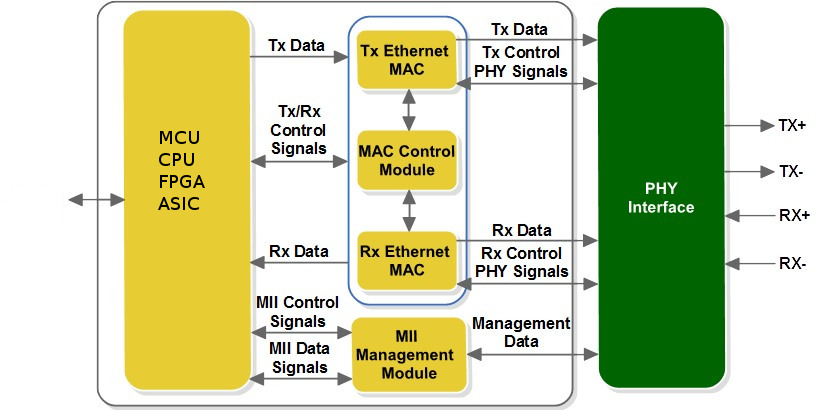 MCU
CPU
FPGA
ASIC
Tx Data
Tx/Rx
Control
Signals
Rx Data
MII Control
Signals
MII Data
Signals
Tx Ethernet
MAC
MAC Control
Module
Rx Ethernet
MAC
MII
Management
Module
Tx Data
Tx Control
PHY Signals
Rx Data
Rx Control
PHY Signals
Management
Data
PHY
Interface
TX+
TX-
RX+
RX-